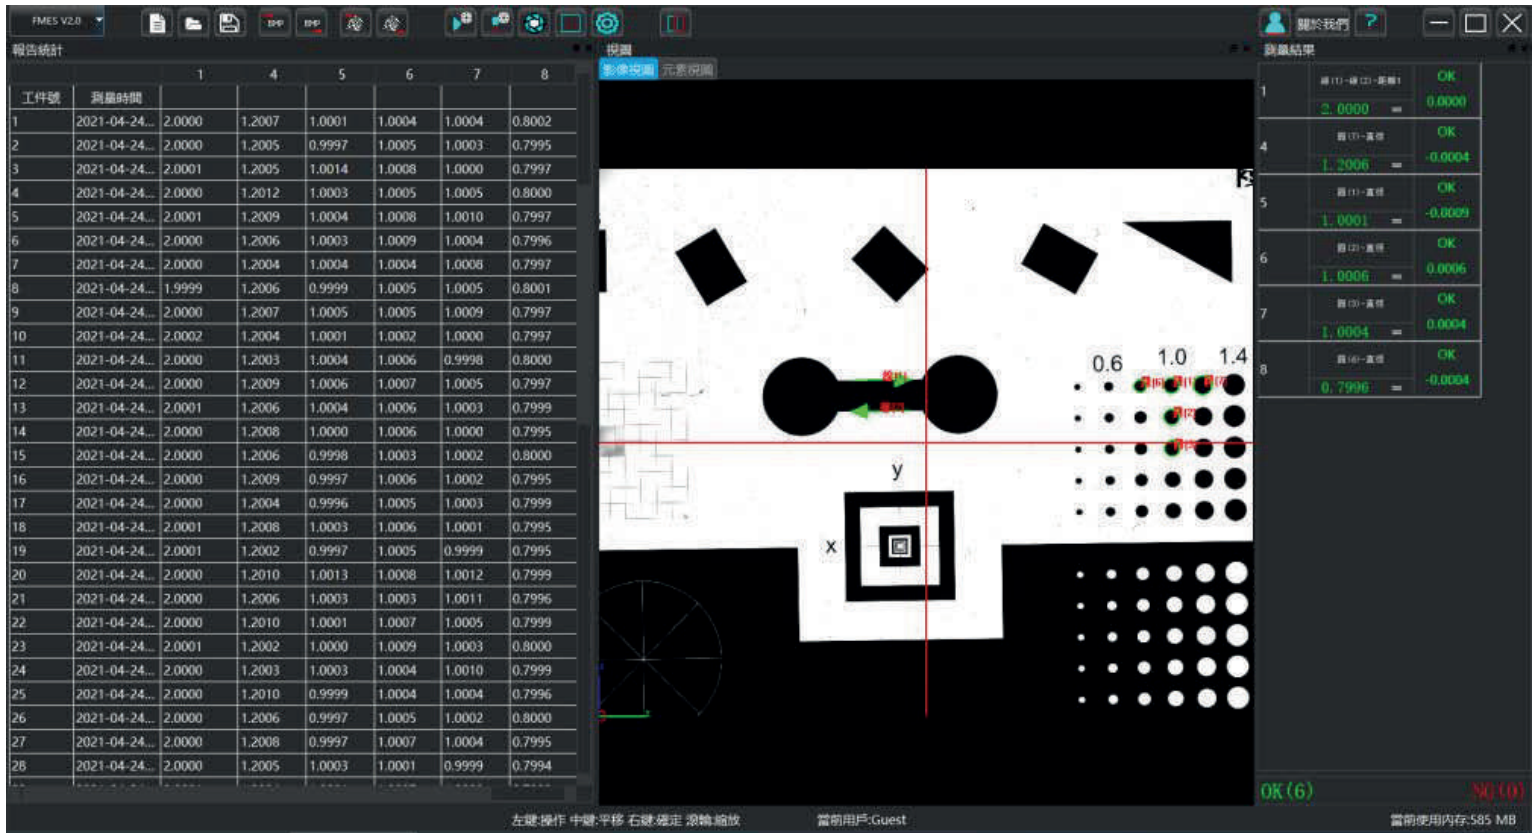 FMES V2.0
關於我們 ?
報告統計
視圖
測量結果
影像視圖 元素視圖
1 4 5 6 7 8
工件號 測量時間
1 2021-04-24... 2.0000 1.2007 1.0001 1.0004 1.0004 0.8002
2 2021-04-24... 2.0000 1.2005 0.9997 1.0005 1.0003 0.7995
3 2021-04-24... 2.0001 1.2005 1.0014 1.0008 1.0000 0.7997
4 2021-04-24... 2.0000 1.2012 1.0003 1.0005 1.0005 0.8000
5 2021-04-24... 2.0001 1.2009 1.0004 1.0008 1.0010 0.7997
6 2021-04-24... 2.0000 1.2006 1.0003 1.0009 1.0004 0.7996
7 2021-04-24... 2.0000 1.2004 1.0004 1.0004 1.0008 0.7997
8 2021-04-24... 1.9999 1.2006 0.9999 1.0005 1.0005 0.8001
9 2021-04-24... 2.0000 1.2007 1.0005 1.0005 1.0009 0.7997
10 2021-04-24... 2.0002 1.2004 1.0001 1.0002 1.0000 0.7997
11 2021-04-24... 2.0000 1.2003 1.0004 1.0006 0.9998 0.8000
12 2021-04-24... 2.0000 1.2009 1.0006 1.0007 1.0005 0.7997
13 2021-04-24... 2.0001 1.2006 1.0004 1.0006 1.0003 0.7999
14 2021-04-24... 2.0000 1.2008 1.0000 1.0006 1.0000 0.7995
15 2021-04-24... 2.0000 1.2006 0.9998 1.0003 1.0002 0.8000
16 2021-04-24... 2.0000 1.2009 0.9997 1.0006 1.0002 0.7995
17 2021-04-24... 2.0000 1.2004 0.9996 1.0005 1.0003 0.7999
18 2021-04-24... 2.0001 1.2008 1.0003 1.0006 1.0001 0.7995
19 2021-04-24... 2.0001 1.2002 0.9997 1.0005 0.9999 0.7995
20 2021-04-24... 2.0000 1.2010 1.0013 1.0008 1.0012 0.7999
21 2021-04-24... 2.0000 1.2006 1.0003 1.0003 1.0011 0.7996
22 2021-04-24... 2.0000 1.2010 1.0001 1.0007 1.0005 0.7999
23 2021-04-24... 2.0001 1.2002 1.0000 1.0009 1.0003 0.8000
24 2021-04-24... 2.0000 1.2003 1.0003 1.0004 1.0010 0.7999
25 2021-04-24... 2.0000 1.2010 0.9999 1.0004 1.0004 0.7996
26 2021-04-24... 2.0000 1.2006 0.9997 1.0005 1.0002 0.8000
27 2021-04-24... 2.0000 1.2008 0.9997 1.0007 1.0004 0.7995
28 2021-04-24... 2.0000 1.2005 1.0003 1.0001 0.9999 0.7994
0.6 1.0 1.4
y
x
1 線(1)-線(2)-距離1 OK
2.0000 0.0000
4 圓(7)-直徑 OK
1.2006 -0.0004
5 圓(1)-直徑 OK
1.0001 -0.0009
6 圓(2)-直徑 OK
1.0006 0.0006
7 圓(3)-直徑 OK
1.0004 0.0004
8 圓(6)-直徑 OK
0.7996 -0.0004
OK(6) NG(0)
左鍵:操作 中鍵:平移 右鍵:確定 滾輪:縮放
當前用戶:Guest
當前使用內存:585 MB